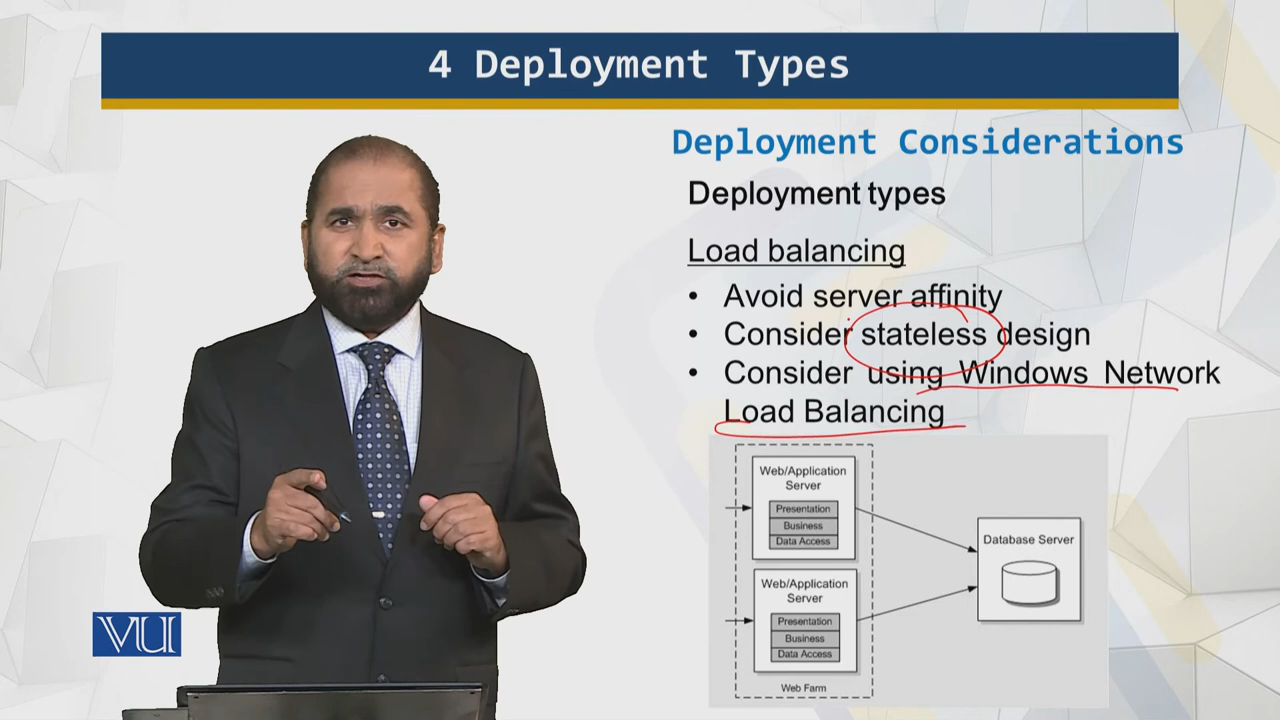 4 Deployment Types
Deployment Considerations
Deployment types
Load balancing
• Avoid server affinity
• Consider stateless design
• Consider using Windows Network
Load Balancing
Web/Application
Server
Presentation
Business
Data Access
Database Server
Web/Application
Server
Presentation
Business
Data Access
Web Farm
VU